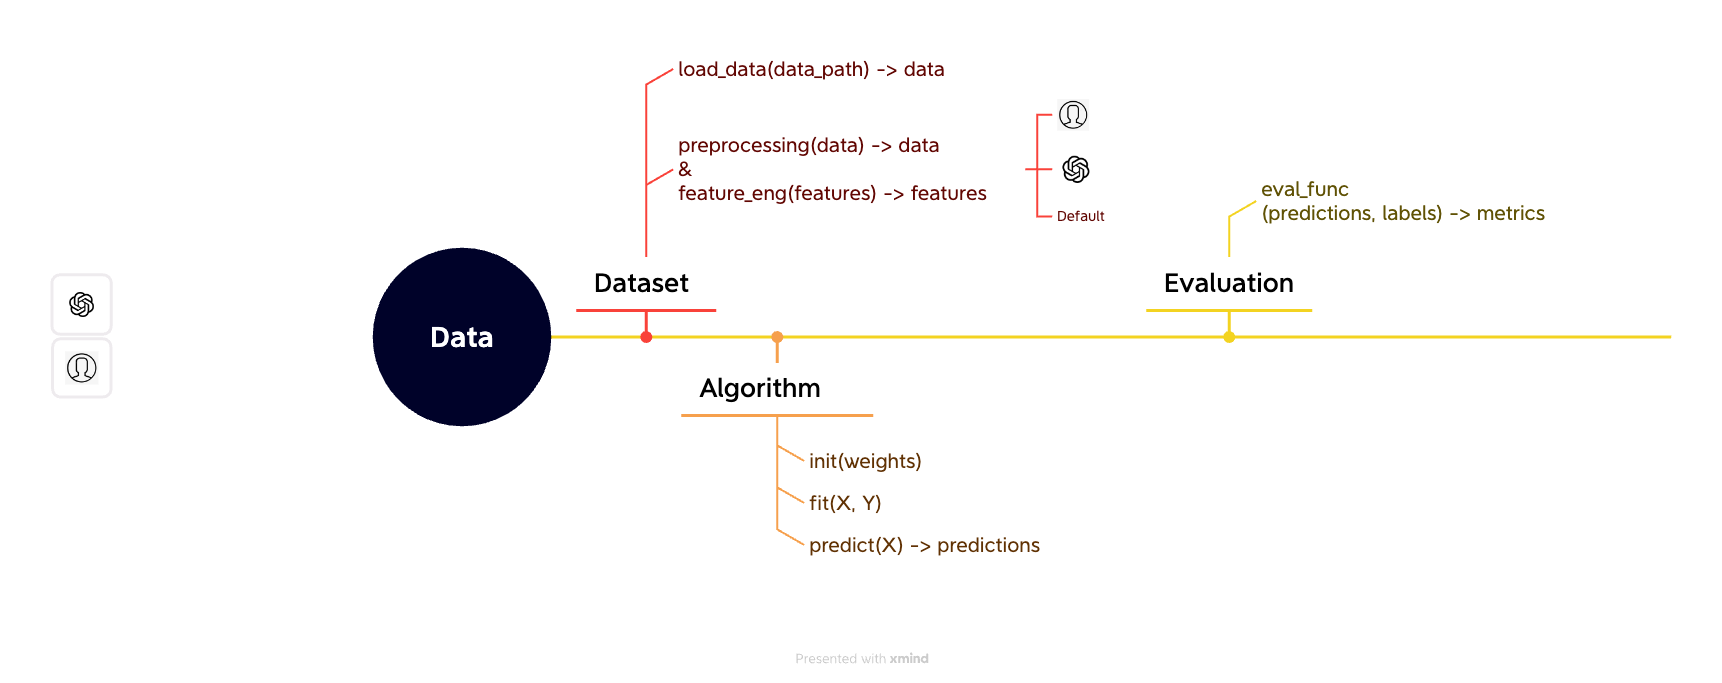 load_data(data_path) -> data
preprocessing(data) -> data
&
feature_eng(features) -> features
Default
eval_func
(predictions, labels) -> metrics
Dataset
Evaluation
Data
Algorithm
init(weights)
fit(X, Y)
predict(X) -> predictions
Presented with xmind